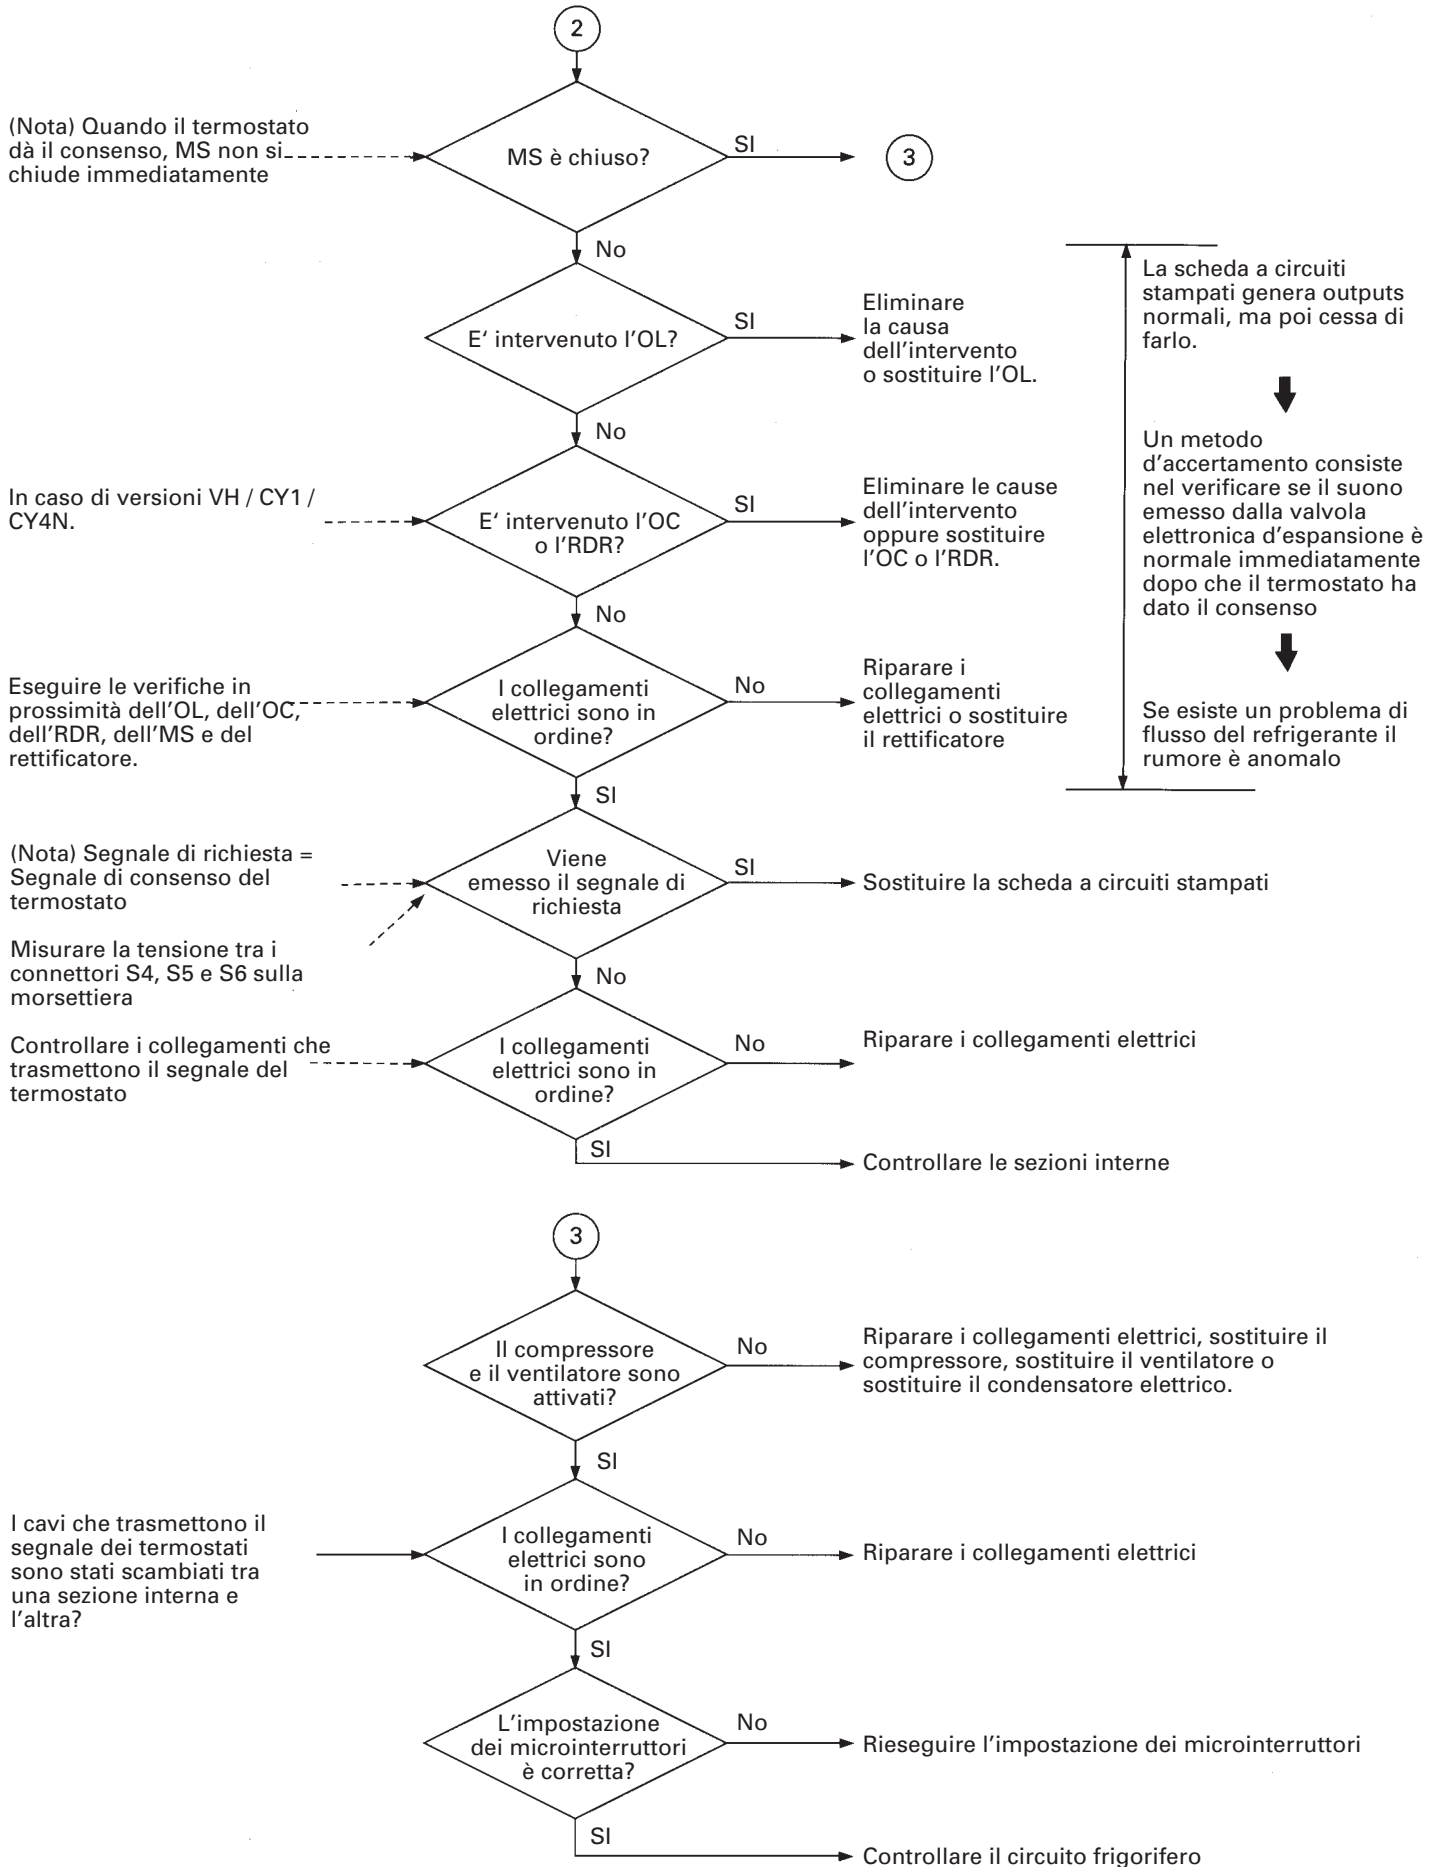 2
(Nota) Quando il termostato
dà il consenso, MS non si
chiude immediatamente
MS è chiuso?
SI
3
No
E‘ intervenuto l’OL?
SI
Eliminare
la causa
dell’intervento
o sostituire l’OL.
No
In caso di versioni VH / CY1 /
CY4N.
E‘ intervenuto l’OC
o l’RDR?
SI
Eliminare le cause
dell’intervento
oppure sostituire
l’OC o l’RDR.
No
Eseguire le verifiche in
prossimità dell’OL, dell’OC,
dell’RDR, dell’MS e del
rettificatore.
I collegamenti
elettrici sono in
ordine?
No
Riparare i
collegamenti
elettrici o sostituire
il rettificatore
SI
La scheda a circuiti
stampati genera outputs
normali, ma poi cessa di
farlo.
Un metodo
d’accertamento consiste
nel verificare se il suono
emesso dalla valvola
elettronica d’espansione è
normale immediatamente
dopo che il termostato ha
dato il consenso
Se esiste un problema di
flusso del refrigerante il
rumore è anomalo
(Nota) Segnale di richiesta =
Segnale di consenso del
termostato
Misurare la tensione tra i
connettori S4, S5 e S6 sulla
morsettiera
Viene
emesso il segnale di
richiesta
SI
Sostituire la scheda a circuiti stampati
No
Controllare i collegamenti che
trasmettono il segnale del
termostato
I collegamenti
elettrici sono in
ordine?
No
Riparare i collegamenti elettrici
SI
Controllare le sezioni interne
3
Il compressore
e il ventilatore sono
attivati?
No
Riparare i collegamenti elettrici, sostituire il
compressore, sostituire il ventilatore o
sostituire il condensatore elettrico.
SI
I cavi che trasmettono il
segnale dei termostati
sono stati scambiati tra
una sezione interna e
l’altra?
I collegamenti
elettrici sono
in ordine?
No
Riparare i collegamenti elettrici
SI
L’impostazione
dei microinterruttori
è corretta?
No
Rieseguire l’impostazione dei microinterruttori
SI
Controllare il circuito frigorifero